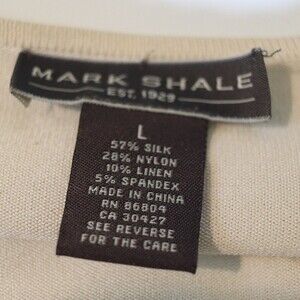 MARK SHALE
EST. 1929
L
57% SILK
28% NYLON
10% LINEN
5% SPANDEX
MADE IN CHINA
RN 86804
CA 30427
SEE REVERSE
FOR THE CARE